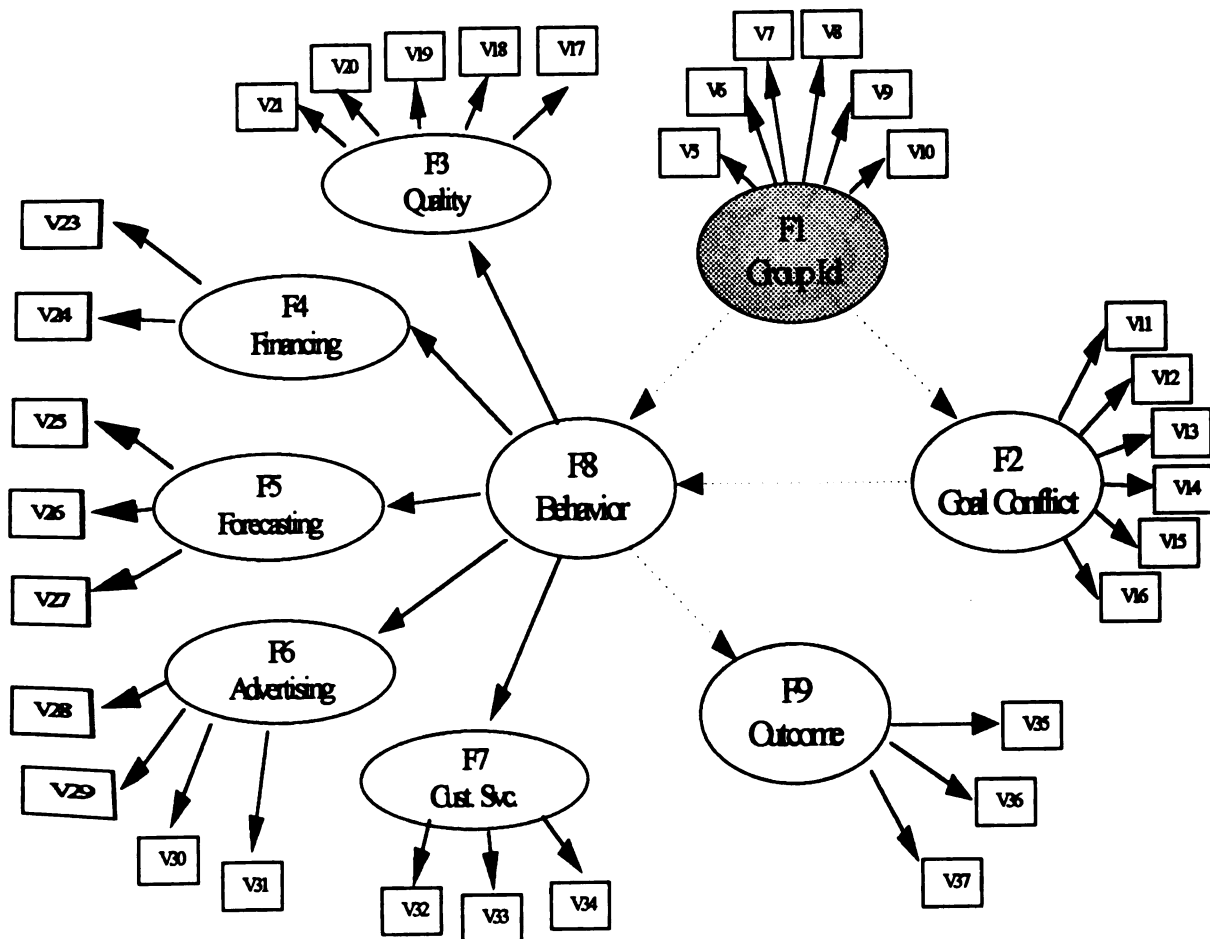 V7
V8
V17
V18
V19
V20
V21
V6
V9
V5
V10
F3
Quality
F1
Group Id
V23
V24
F4
Financing
V11
V12
V13
V14
V15
V16
F2
Goal Conflict
F8
Behavior
V25
V26
V27
F5
Forecasting
F6
Advertising
V28
V29
V30
V31
F7
Cust. Svc.
V32
V33
V34
F9
Outcome
V35
V36
V37